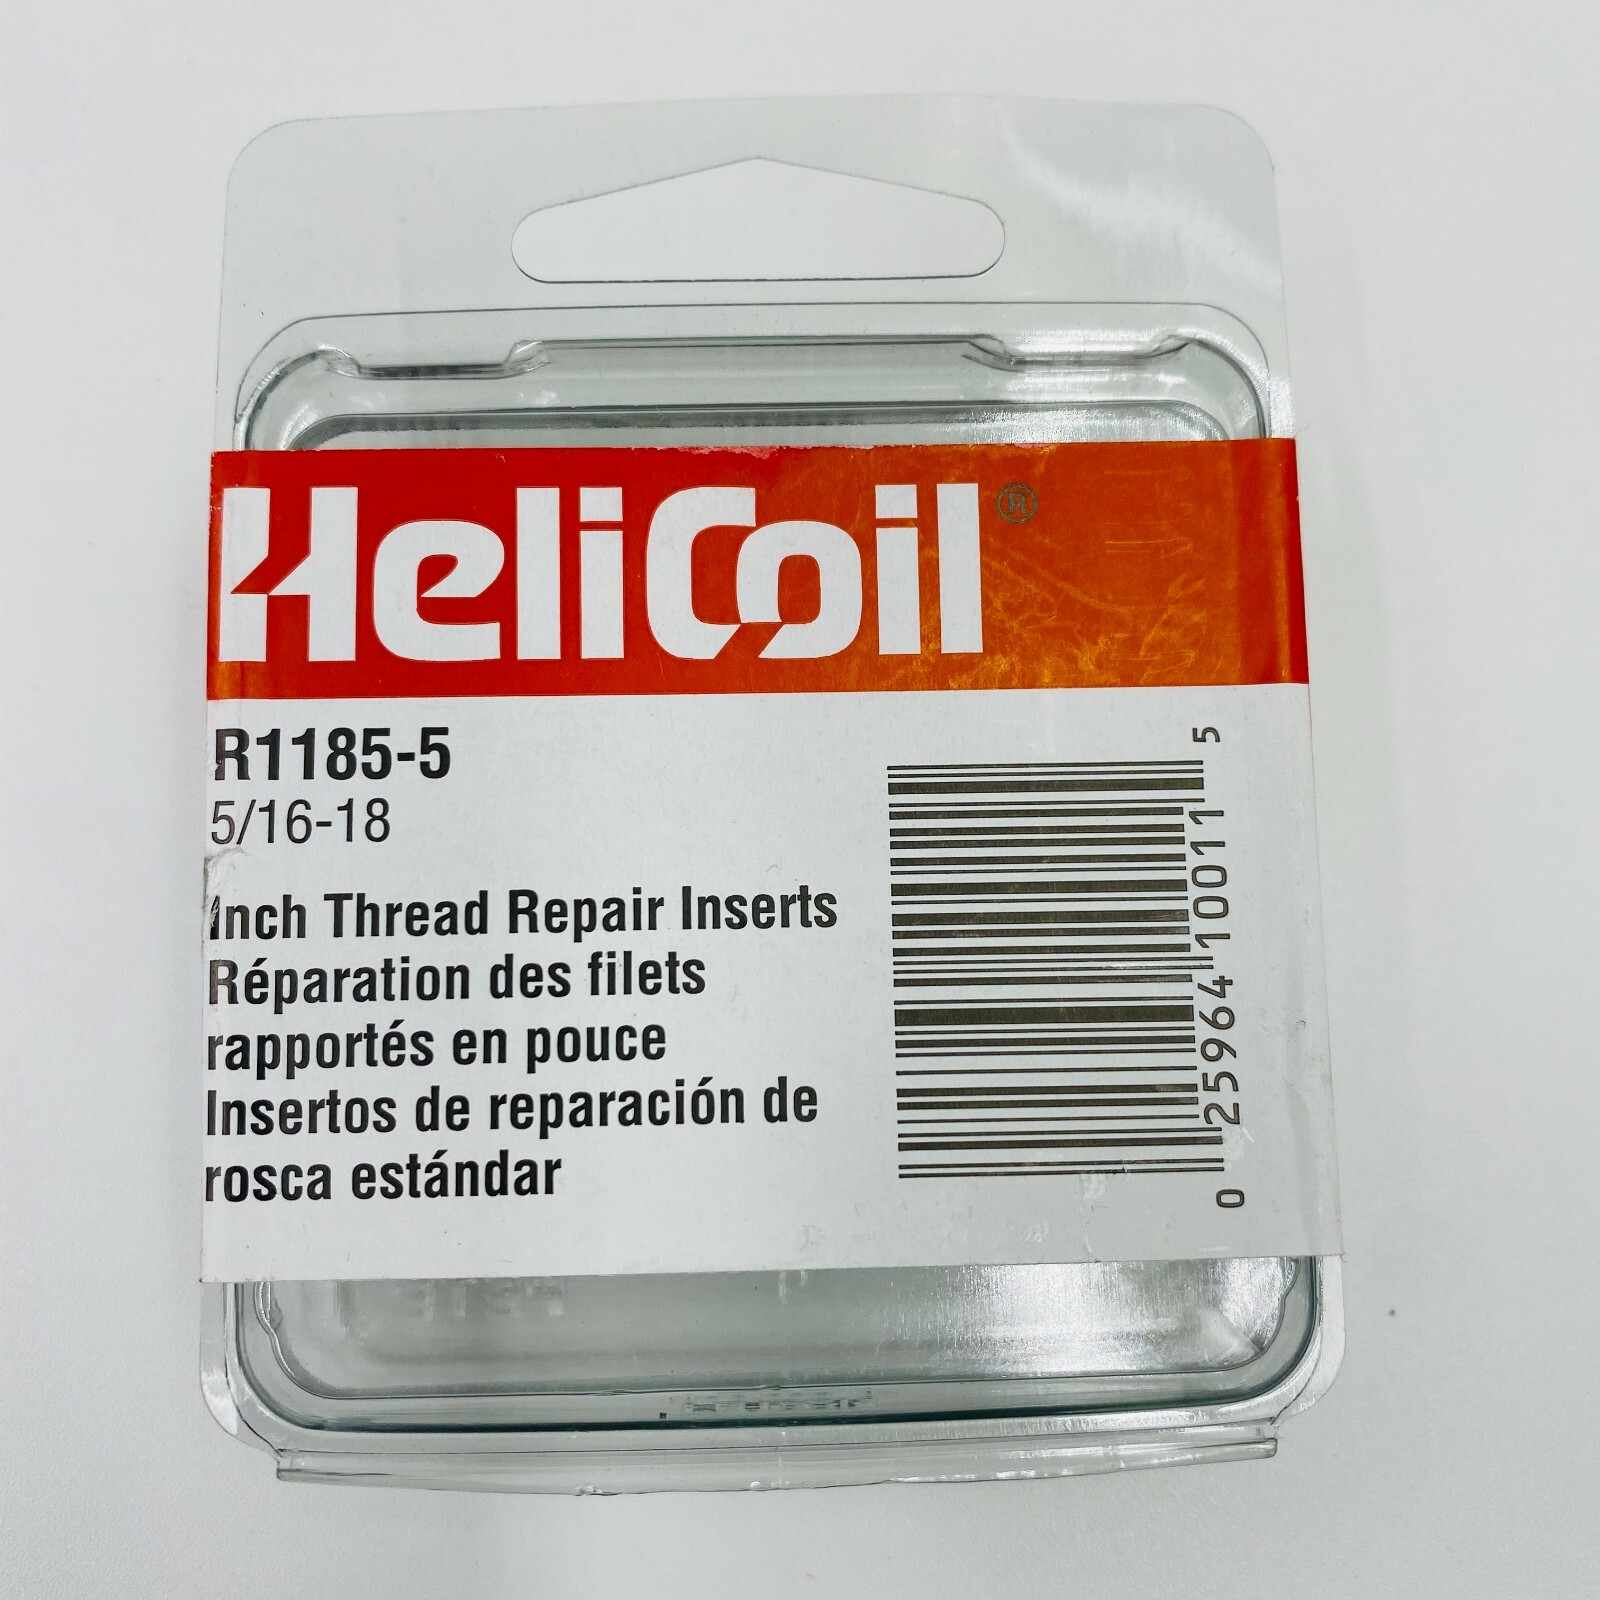 HeliCoil®
R1185-5
5/16-18
Inch Thread Repair Inserts
Réparation des filets
rapportés en pouce
Insertos de reparación de
rosca estándar
0 25964 10011 5